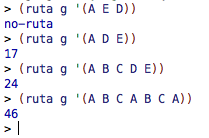 > (ruta g '(A E D))
no-ruta
> (ruta g '(A D E))
17
> (ruta g '(A B C D E))
24
> (ruta g '(A B C A B C A))
46
>